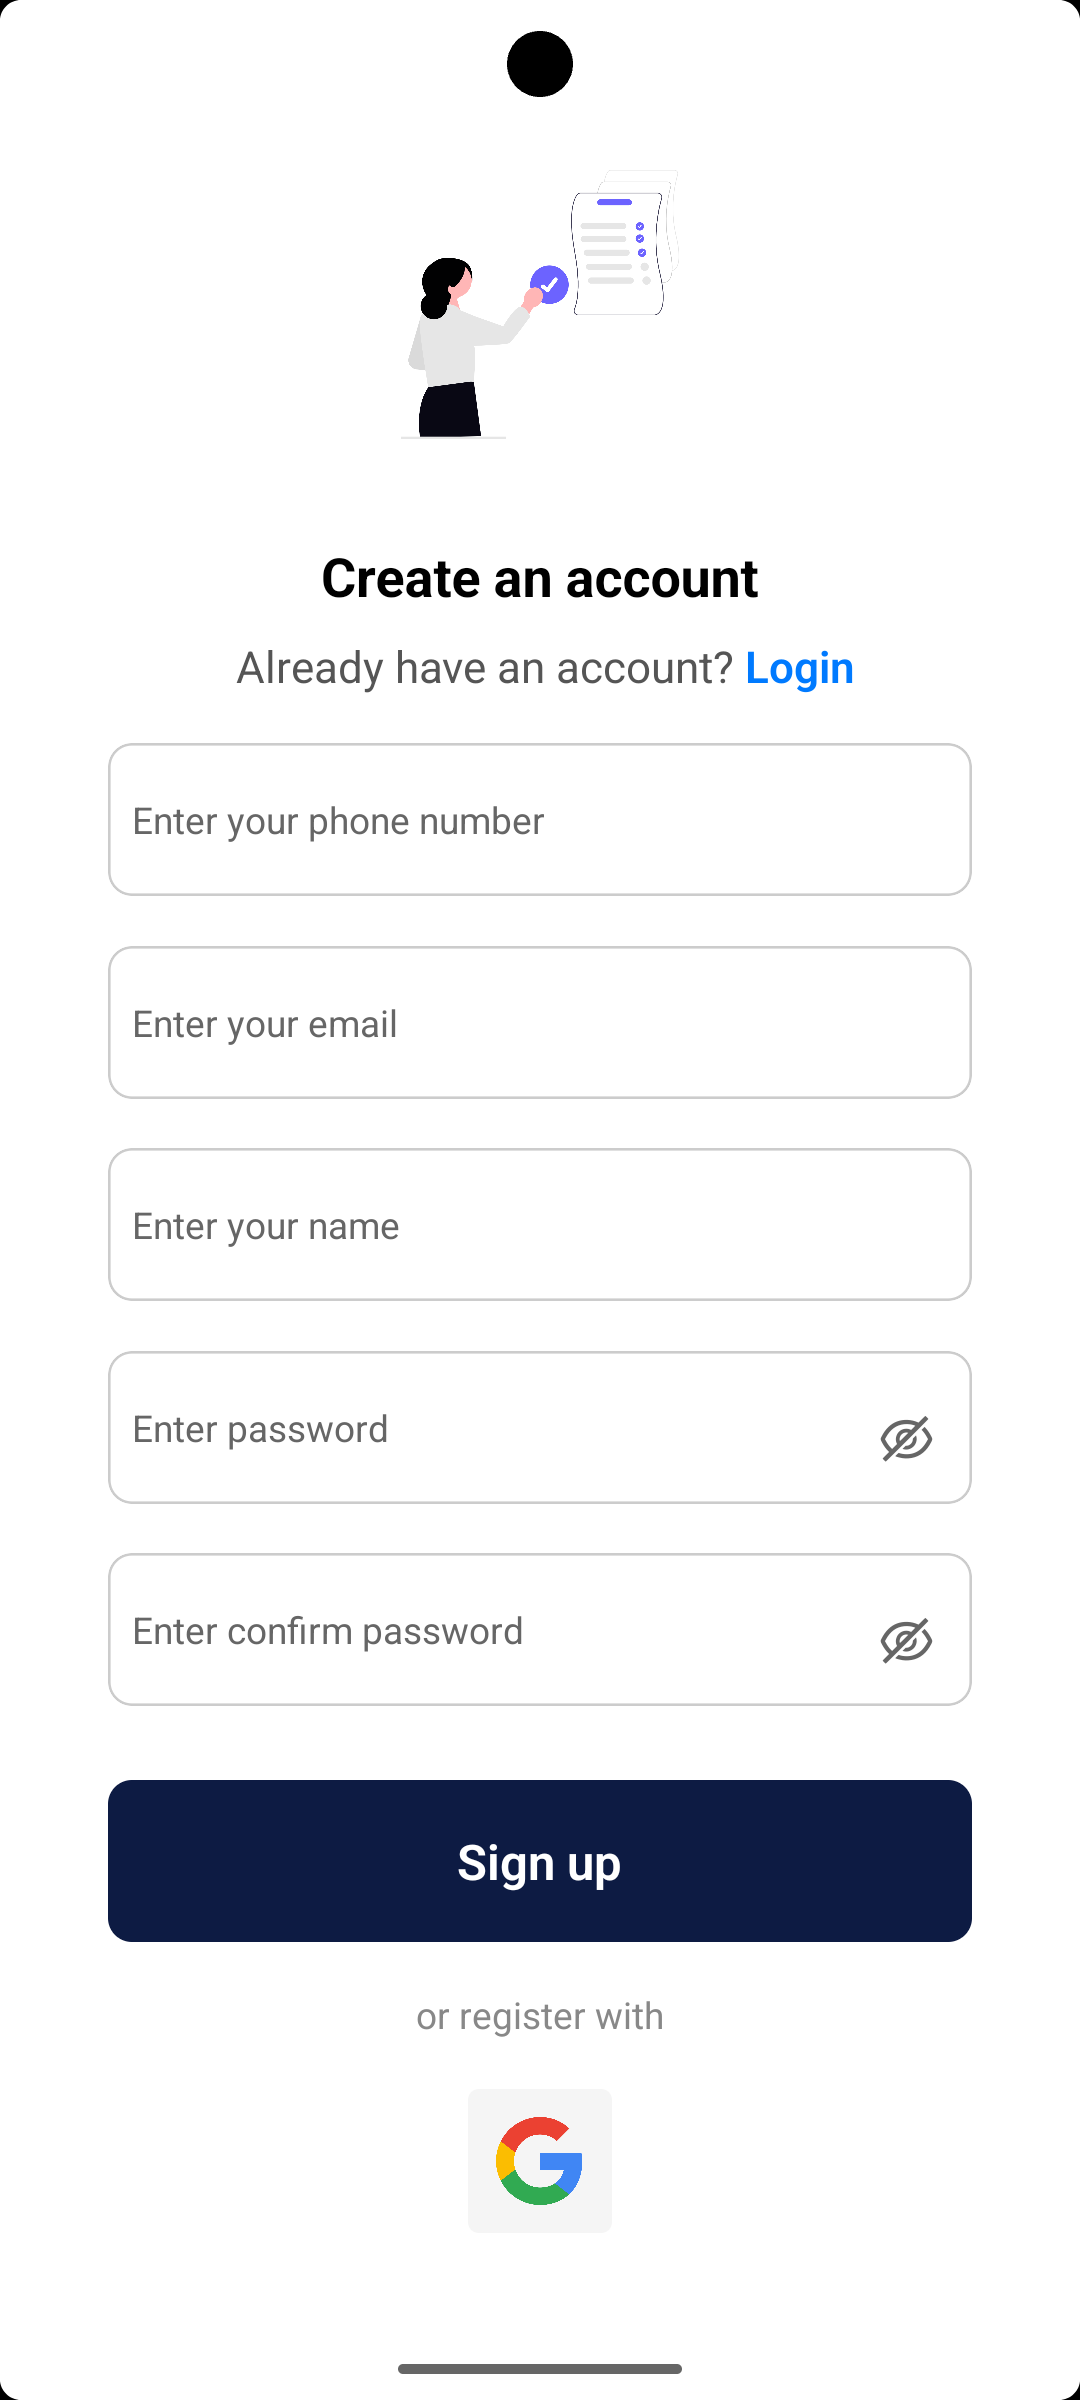 Create an account
Already have an account? Login
Enter your phone number
Enter your email
Enter your name
Enter password
Enter confirm password
Sign up
or register with